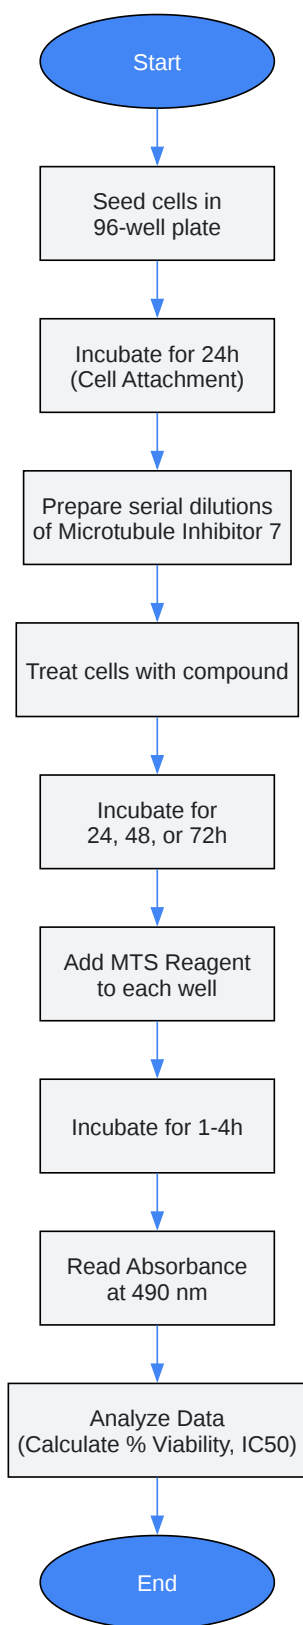 Start
Seed cells in
96-well plate
Incubate for 24h
(Cell Attachment)
Prepare serial dilutions
of Microtubule Inhibitor 7
Treat cells with compound
Incubate for
24, 48, or 72h
Add MTS Reagent
to each well
Incubate for 1-4h
Read Absorbance
at 490 nm
Analyze Data
(Calculate % Viability, IC50)
End